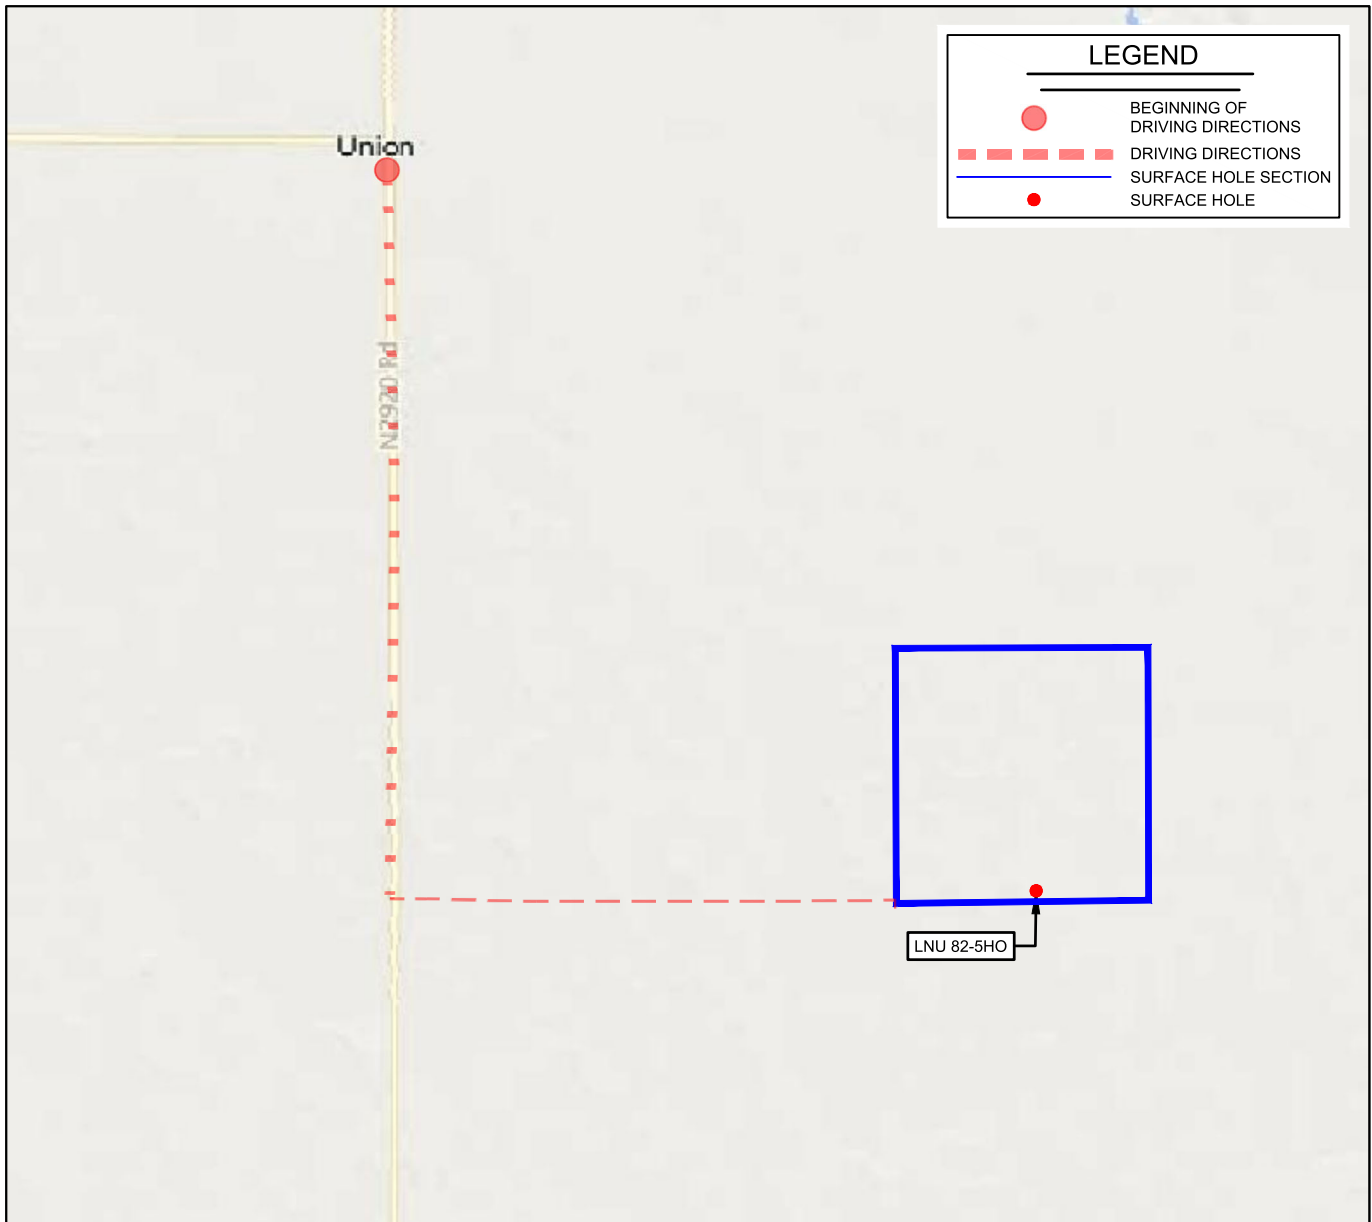 LEGEND
BEGINNING OF
DRIVING DIRECTIONS
DRIVING DIRECTIONS
SURFACE HOLE SECTION
SURFACE HOLE
Union
N2920 Rd
LNU 82-5HO